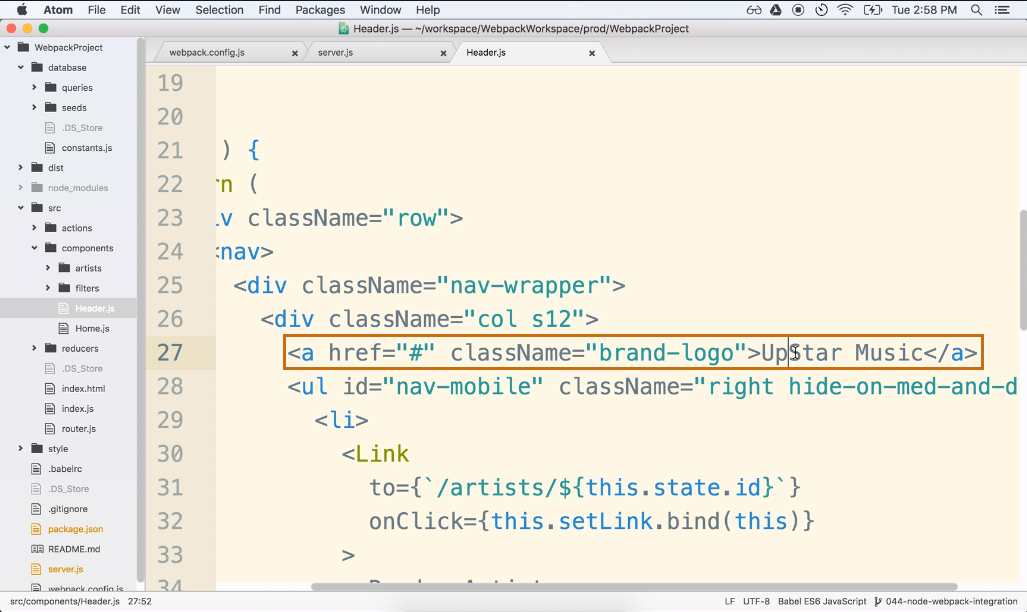 Atom File Edit View Selection Find Packages Window Help Tue 2:58 PM
Header.js — ~/workspace/WebpackWorkspace/prod/WebpackProject
WebpackProject
database
queries
seeds
.DS_Store
constants.js
dist
node_modules
src
actions
components
artists
filters
Header.js
Home.js
reducers
.DS_Store
index.html
index.js
router.js
style
.babelrc
.DS_Store
.gitignore
package.json
README.md
server.js
webpack.config.js
webpack.config.js server.js Header.js
19
20
21 ) {
22 rn (
23 iv className="row">
24 <nav>
25 <div className="nav-wrapper">
26 <div className="col s12">
27 <a href="#" className="brand-logo">UpStar Music</a>
28 <ul id="nav-mobile" className="right hide-on-med-and-d
29 <li>
30 <Link
31 to={`/artists/${this.state.id}`}
32 onClick={this.setLink.bind(this)}
33 >
34
src/components/Header.js 27:52 LF UTF-8 Babel ES6 JavaScript 044-node-webpack-integration